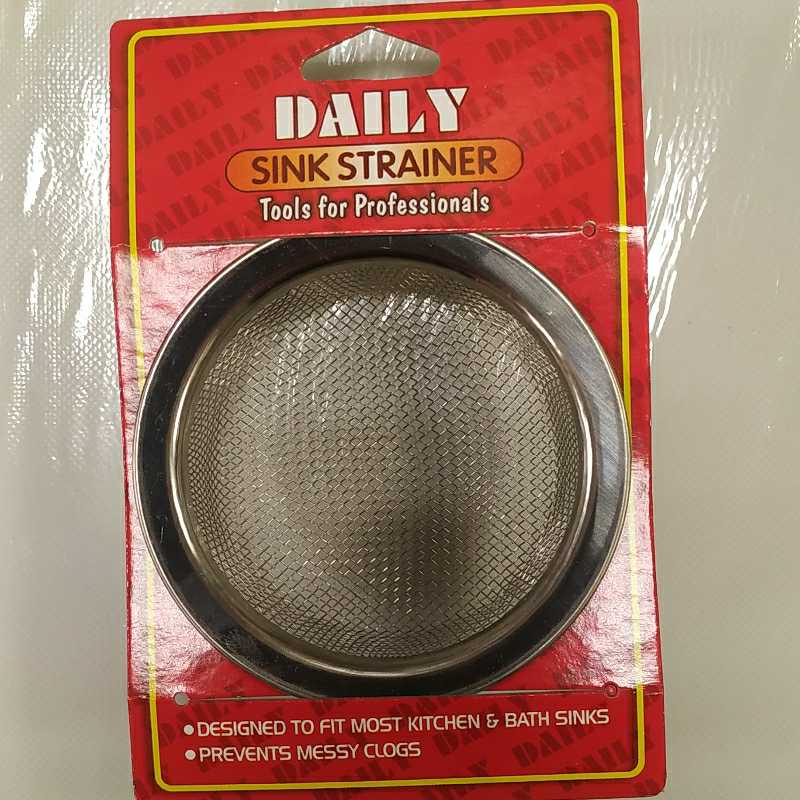 DAILY
SINK STRAINER
Tools for Professionals
● DESIGNED TO FIT MOST KITCHEN & BATH SINKS
● PREVENTS MESSY CLOGS